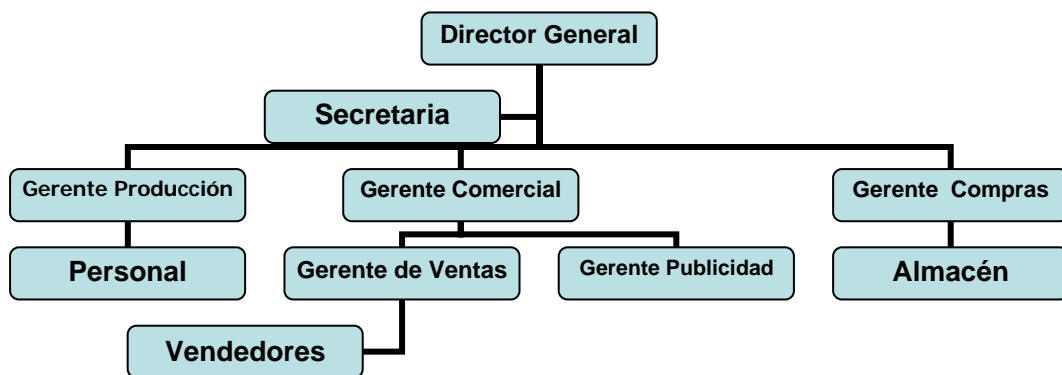 Director General
Secretaria
Gerente Producción
Gerente Comercial
Gerente Compras
Personal
Gerente de Ventas
Gerente Publicidad
Almacén
Vendedores